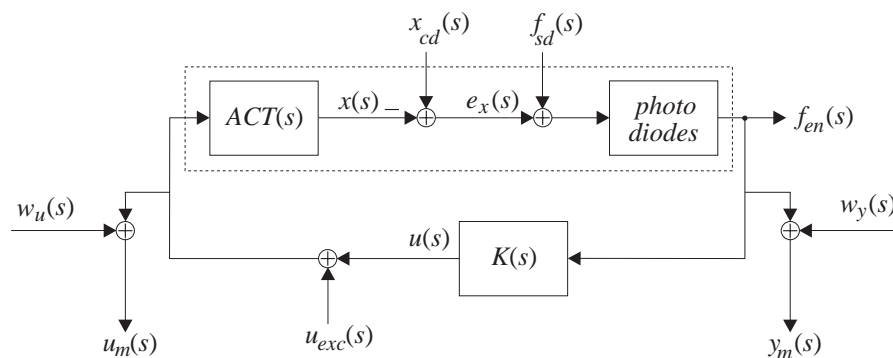 x_cd(s)
f_sd(s)
ACT(s)
x(s)
–
e_x(s)
photo
diodes
f_en(s)
w_u(s)
w_y(s)
u(s)
K(s)
u_m(s)
u_exc(s)
y_m(s)